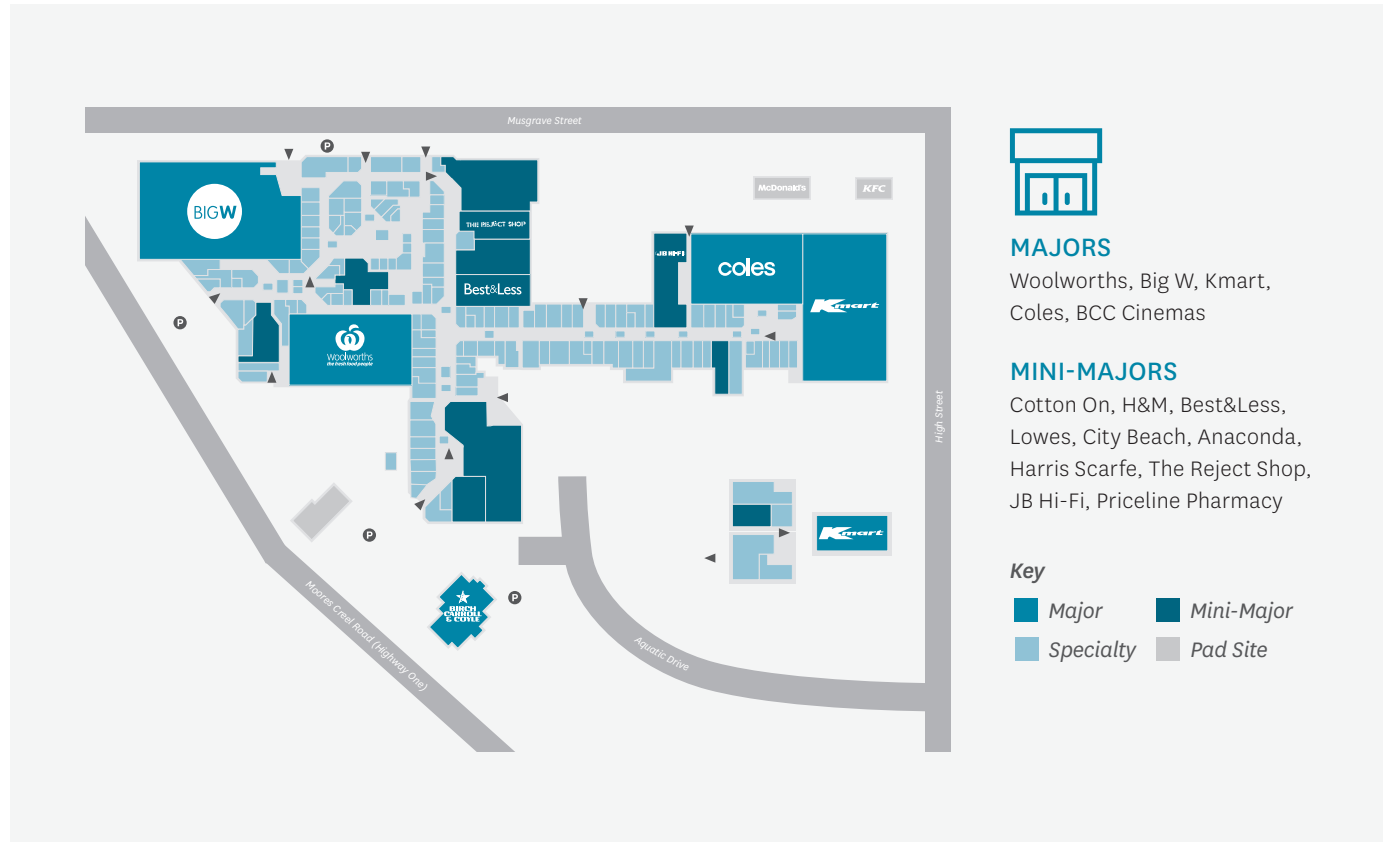 Musgrave Street
P
McDonald's
KFC
BIG W
THE REJECT SHOP
JB HI-FI
coles
Best&Less
Kmart
P
woolworths
the fresh food people
High Street
P
Kmart
P
BIRCH
CARROLL
& COYLE
Moores Creel Road (Highway One)
Aquatic Drive
MAJORS
Woolworths, Big W, Kmart,
Coles, BCC Cinemas
MINI-MAJORS
Cotton On, H&M, Best&Less,
Lowes, City Beach, Anaconda,
Harris Scarfe, The Reject Shop,
JB Hi-Fi, Priceline Pharmacy
Key
Major
Mini-Major
Specialty
Pad Site